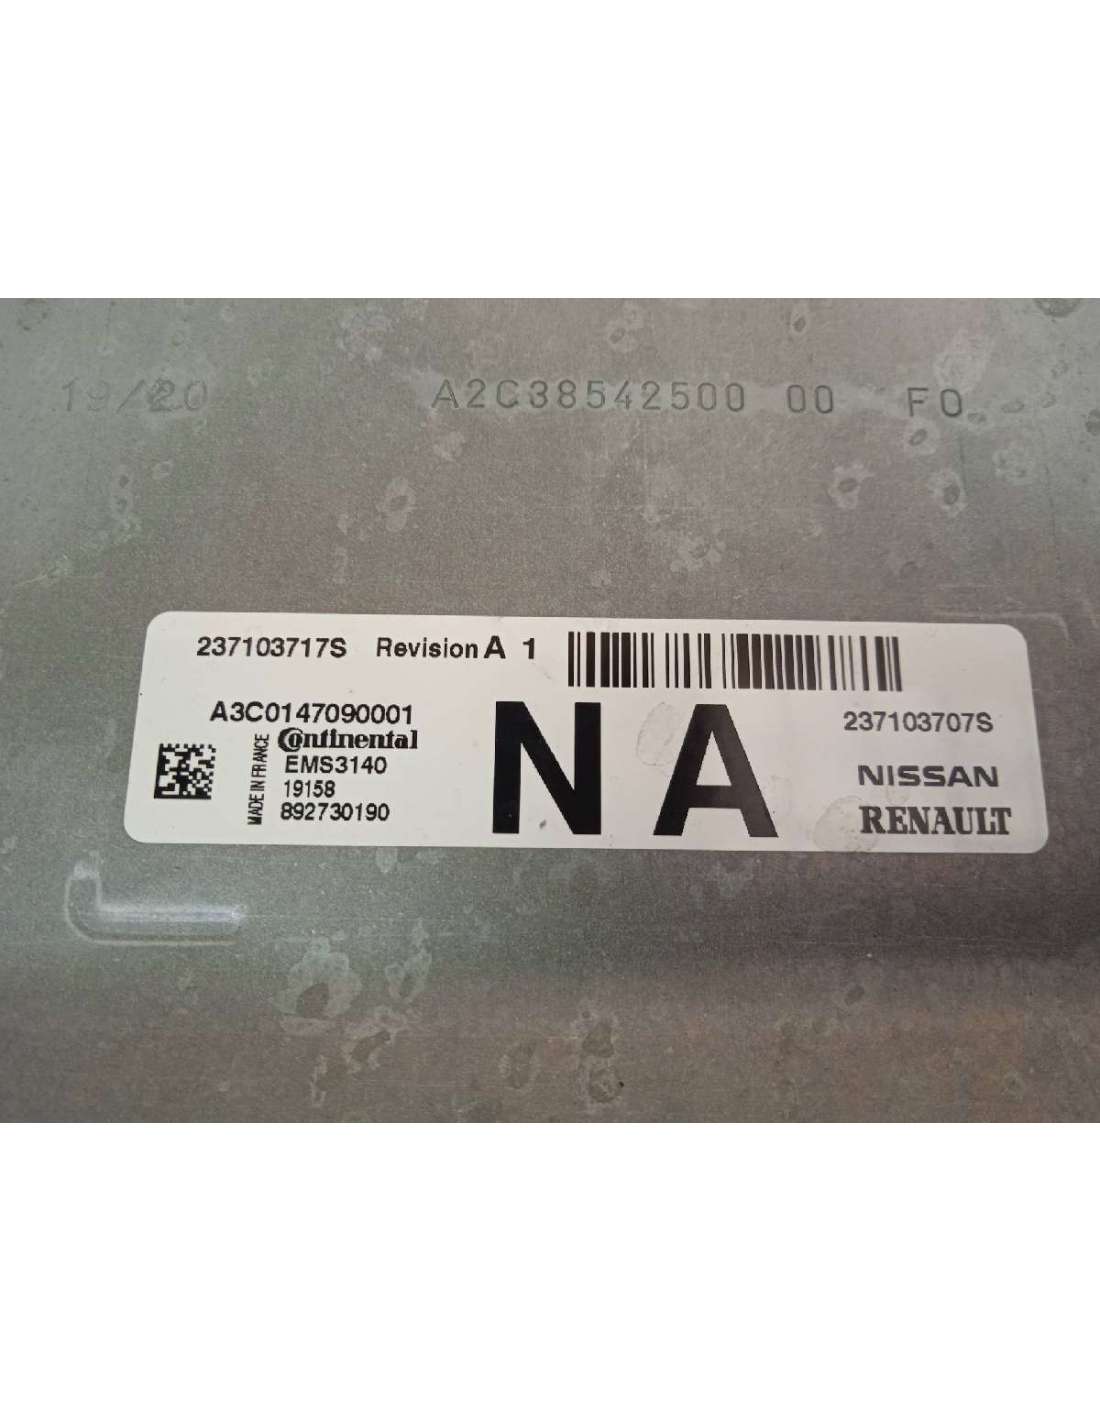 19/20 A2C38542500 00 F0
237103717S Revision A 1
A3C0147090001
Continental
EMS3140
19158
892730190
MADE IN FRANCE
NA
237103707S
NISSAN
RENAULT